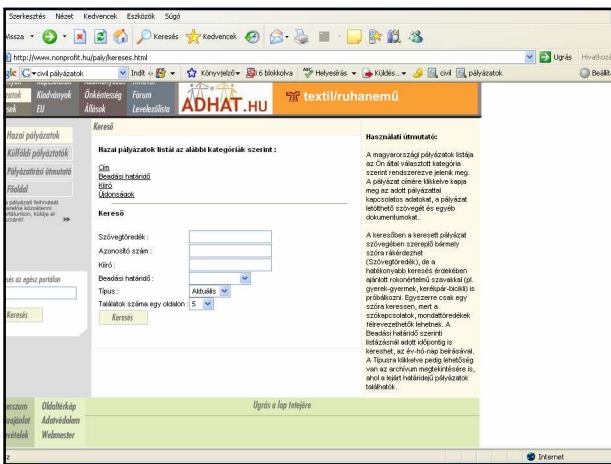 Szerkesztés Nézet Kedvencek Eszközök Súgó
Vissza Keresés Kedvencek
http://www.nonprofit.hu/paly/kereses.html Ugrás
civil pályázatok Indít Könyvjelző 6 blokkolva Helyesírás Küldés... civil pályázatok
Kiadványok Önkéntesség Fórum
EU Állások Levelezőlista
ADHAT.HU textil/ruhanemű
Hazai pályázatok
Külföldi pályáztatók
Pályázatírási útmutató
Főoldal
Keresés
Kereső
Hazai pályázatok listái az alábbi kategóriák szerint :
Cím
Beadási határidő
Kiíró
Újdonságok
Kereső
Szövegtöredék :
Azonosító szám :
Kiíró :
Beadási határidő :
Típus : Aktuális
Találatok száma egy oldalon : 5
Keresés
Használati útmutató:
A magyarországi pályázatok listája
az Ön által választott kategória
szerint rendszerezve jelenik meg.
A pályázat címére klikkelve kapja
meg az adott pályázattal
kapcsolatos adatokat, a pályázat
letölthető szövegét és egyéb
dokumentumokat.
A keresőben a keresett pályázat
szövegében szereplő bármely
szóra rákérdezhet
(Szövegtöredék), de a
hatékonyabb keresés érdekében
ajánlott rokonértelmű szavakkal (pl.
gyerek-gyermek, kerékpár-bicikli) is
próbálkozni. Egyszerre csak egy
szóra keressen, mert a
szókapcsolatok, mondattöredékek
félrevezethetők lehetnek. A
Beadási határidő szerinti
listázásnál adott időpontig is
kereshet, az év-hó-nap beírásával.
A Típusra klikkelve pedig lehetőség
van az archívum megtekintésére is,
ahol a lejárt határidejű pályázatok
találhatók.
Oldaltérkép
Adatvédelem
Webmester
Ugrás a lap tetejére
Internet